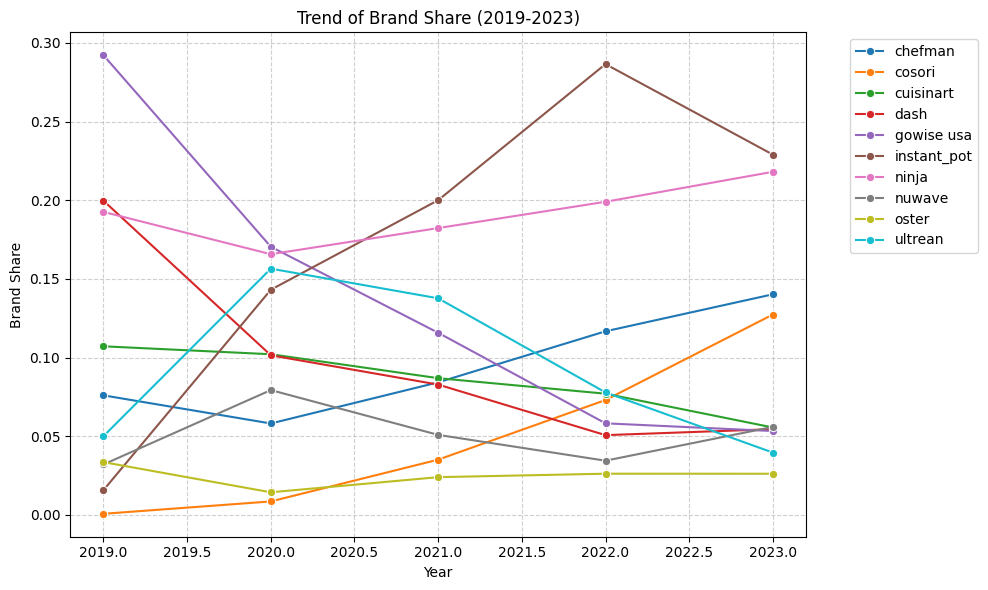 Trend of Brand Share (2019-2023)
Brand Share
0.30
0.25
0.20
0.15
0.10
0.05
0.00
2019.0 2019.5 2020.0 2020.5 2021.0 2021.5 2022.0 2022.5 2023.0
Year
chefman
cosori
cuisinart
dash
gowise usa
instant_pot
ninja
nuwave
oster
ultrean